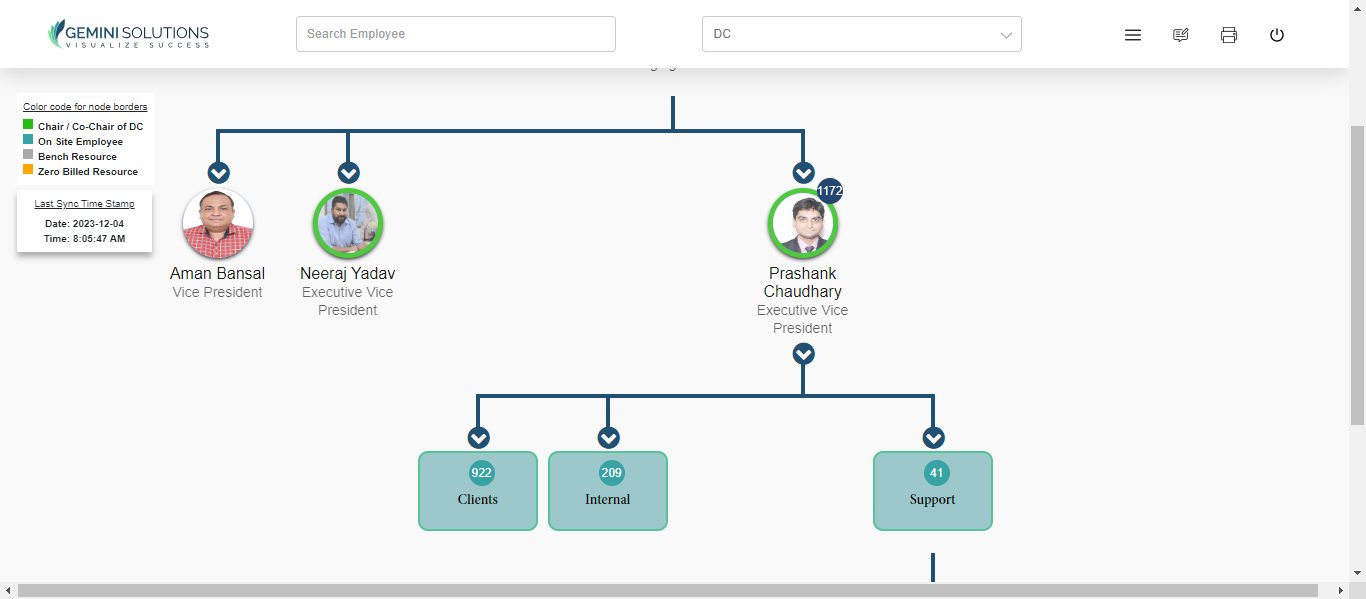 GEMINI SOLUTIONS
VISUALIZE SUCCESS
Search Employee
DC
Color code for node borders
Chair / Co-Chair of DC
On Site Employee
Bench Resource
Zero Billed Resource
Last Sync Time Stamp
Date: 2023-12-04
Time: 8:05:47 AM
Aman Bansal
Vice President
Neeraj Yadav
Executive Vice
President
1172
Prashank
Chaudhary
Executive Vice
President
922
Clients
209
Internal
41
Support